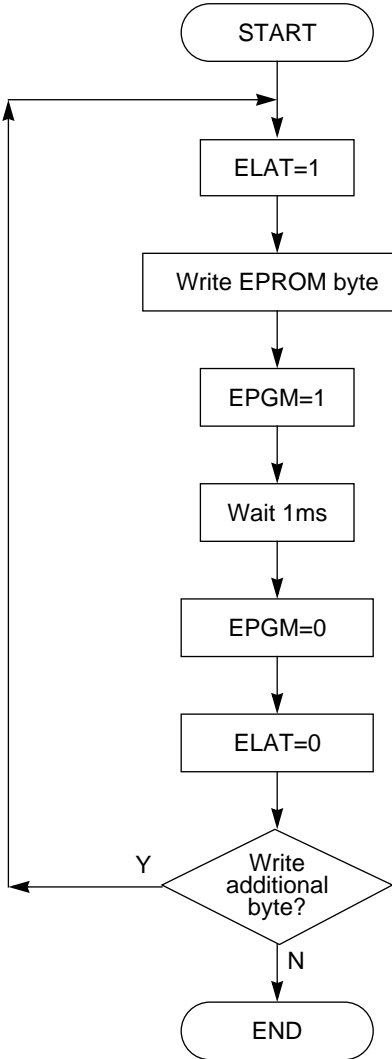 START
ELAT=1
Write EPROM byte
EPGM=1
Wait 1ms
EPGM=0
ELAT=0
Y
Write
additional
byte?
N
END